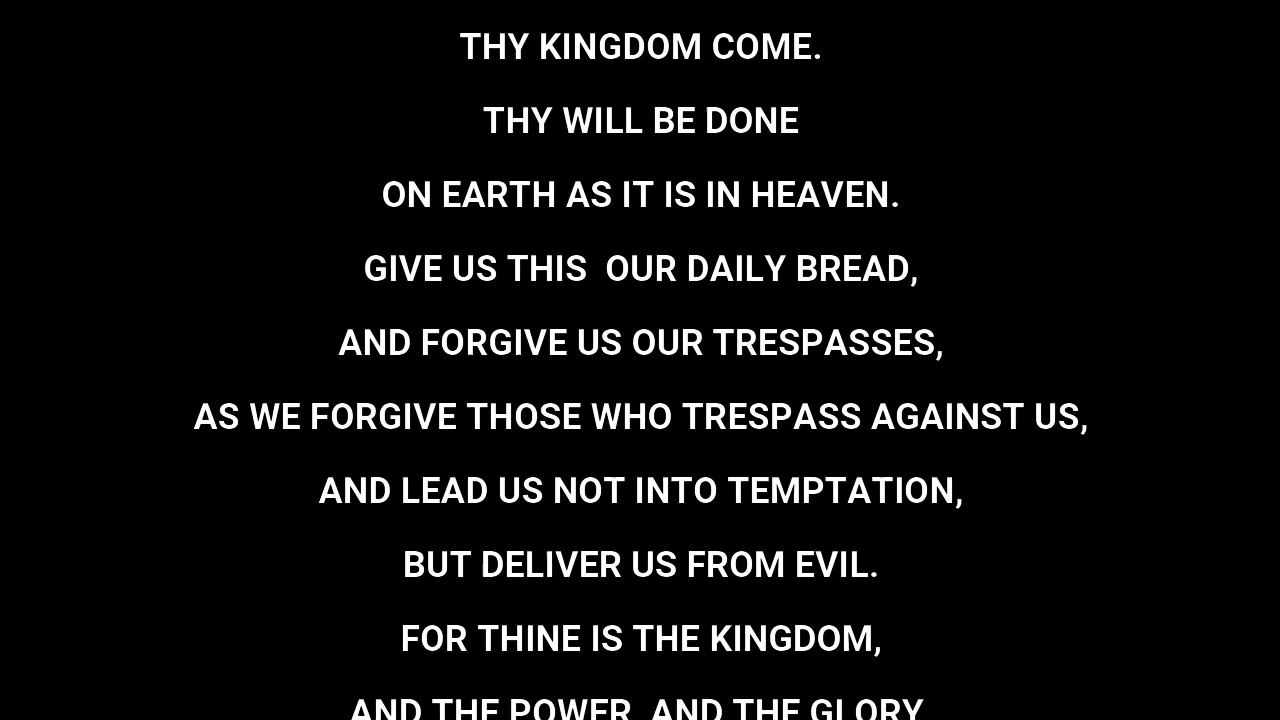 THY KINGDOM COME.
THY WILL BE DONE
ON EARTH AS IT IS IN HEAVEN.
GIVE US THIS  OUR DAILY BREAD,
AND FORGIVE US OUR TRESPASSES,
AS WE FORGIVE THOSE WHO TRESPASS AGAINST US,
AND LEAD US NOT INTO TEMPTATION,
BUT DELIVER US FROM EVIL.
FOR THINE IS THE KINGDOM,
AND THE POWER  AND THE GLORY